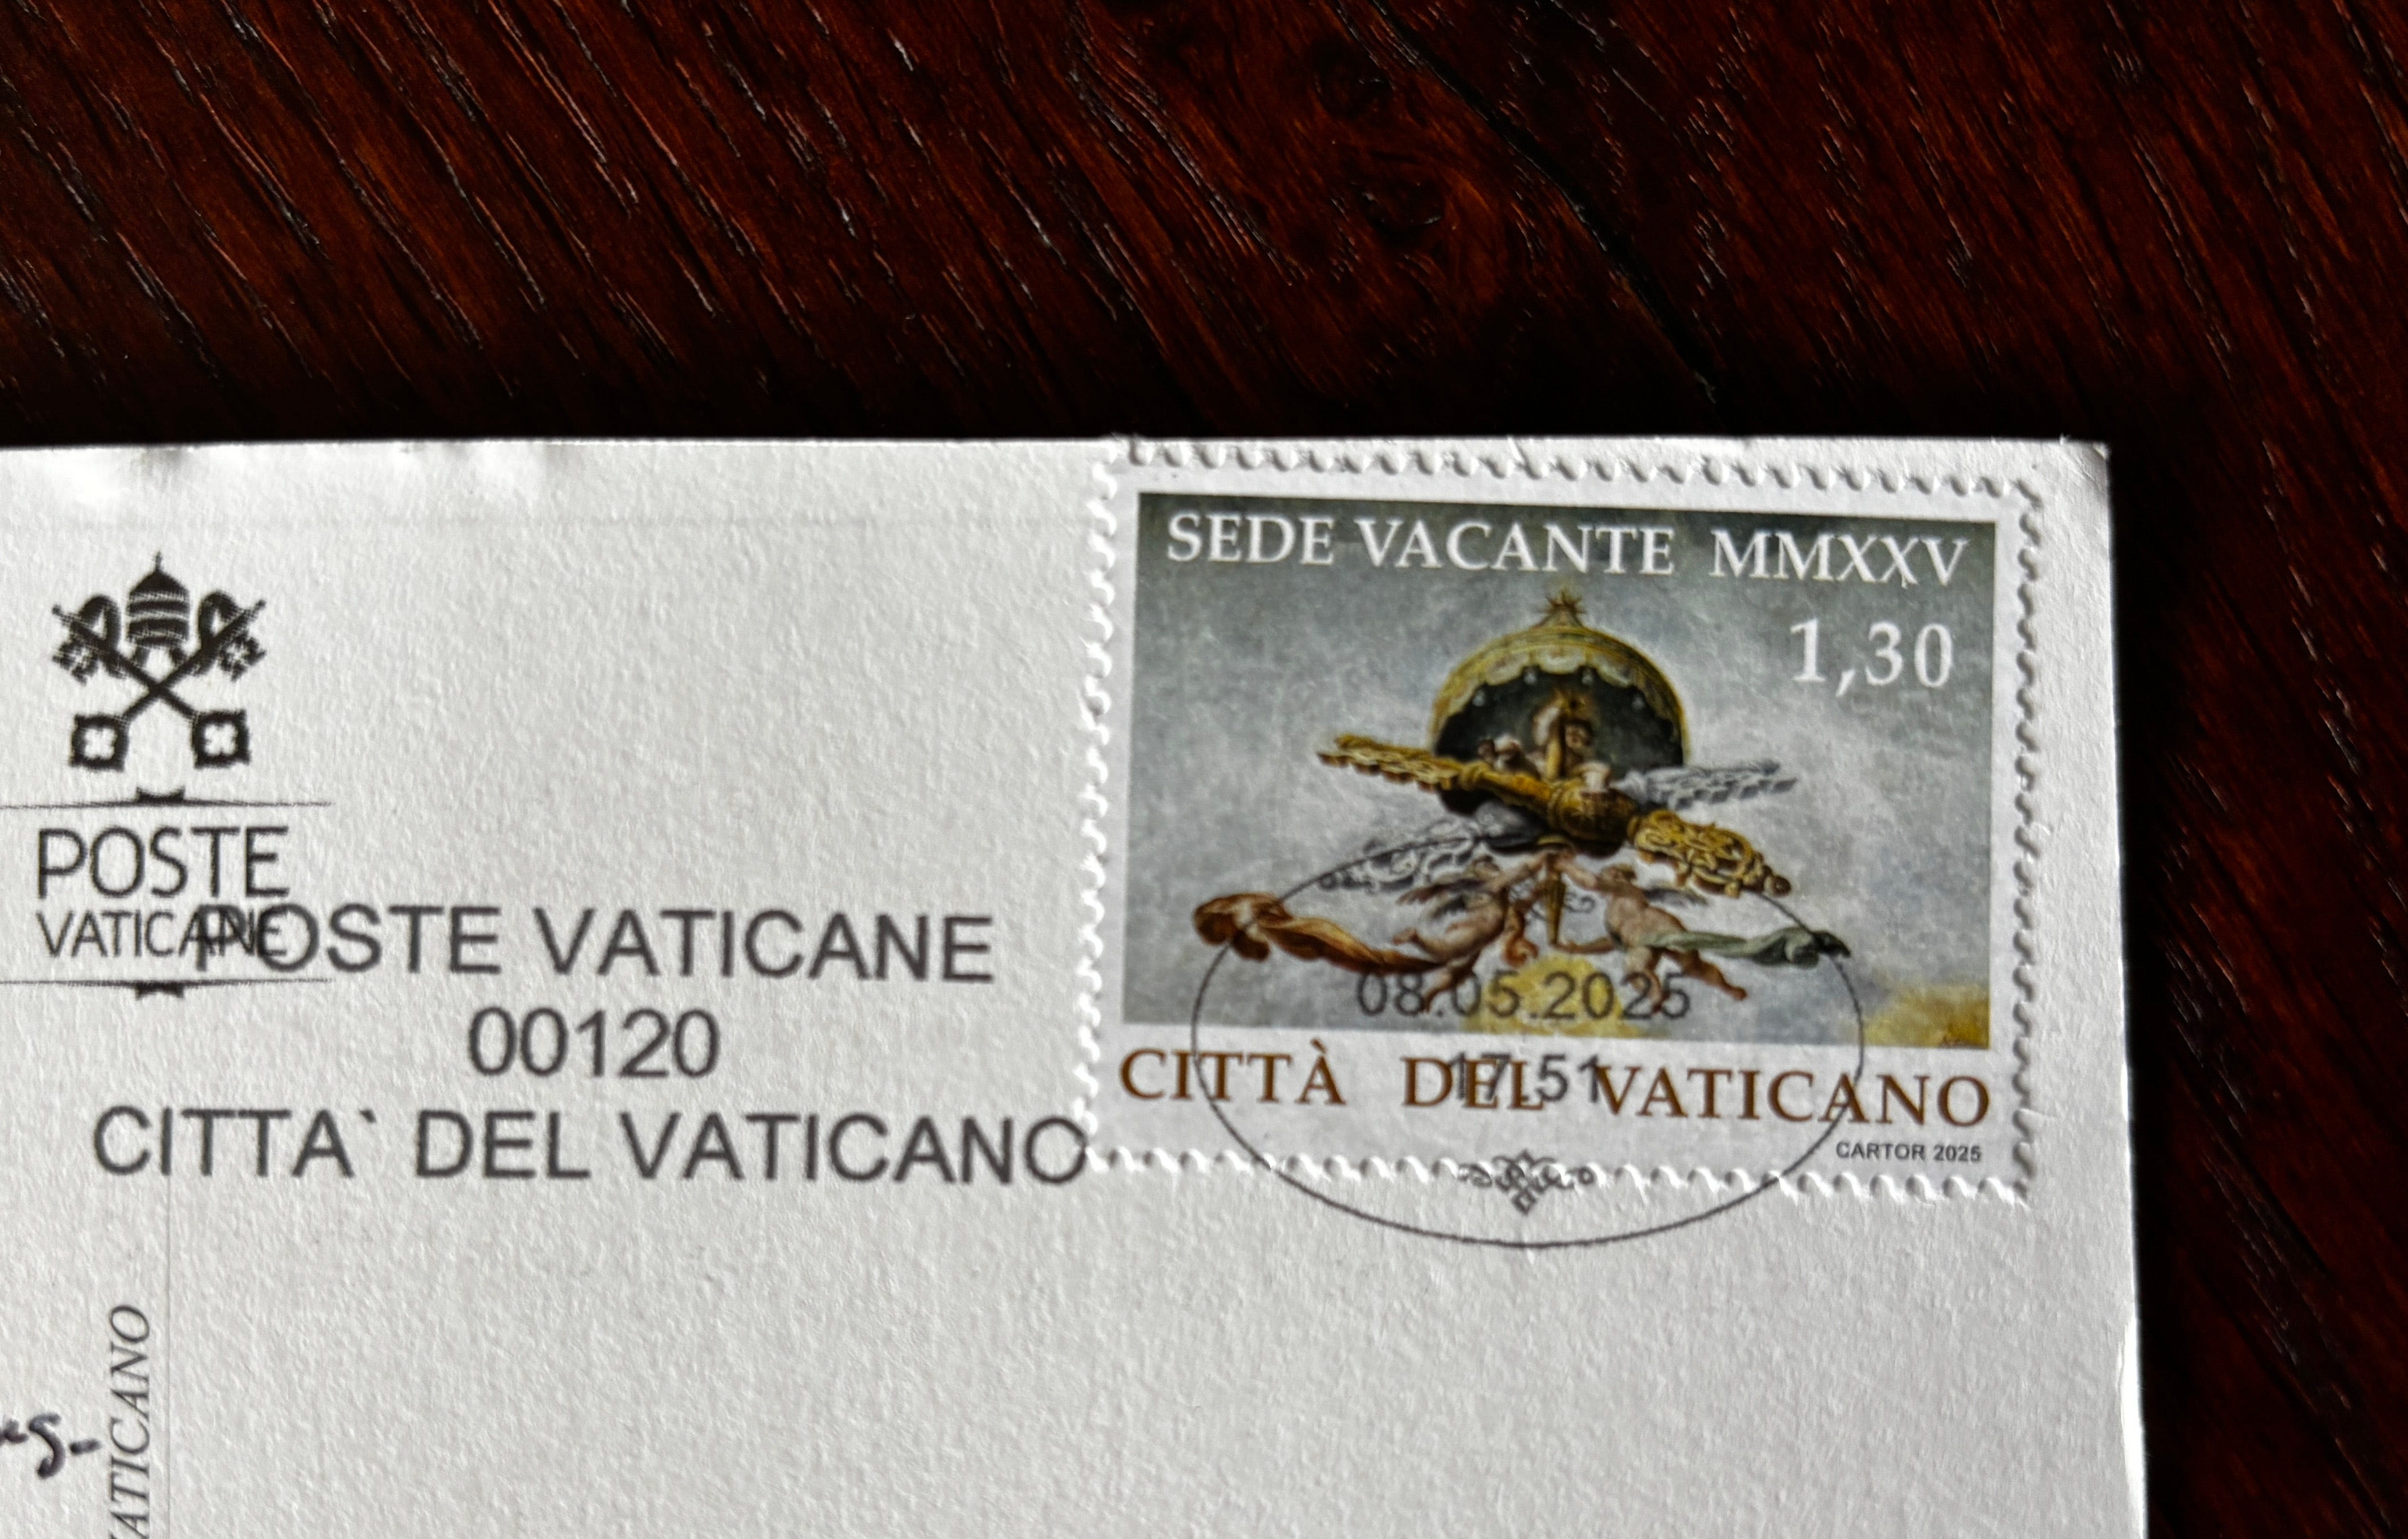 SEDE VACANTE MMXXV
1,30
POSTE
VATICANE
POSTE VATICANE
00120
CITTA` DEL VATICANO
08.05.2025
17.51
CITTÀ DEL VATICANO
CARTOR 2025
VATICANO